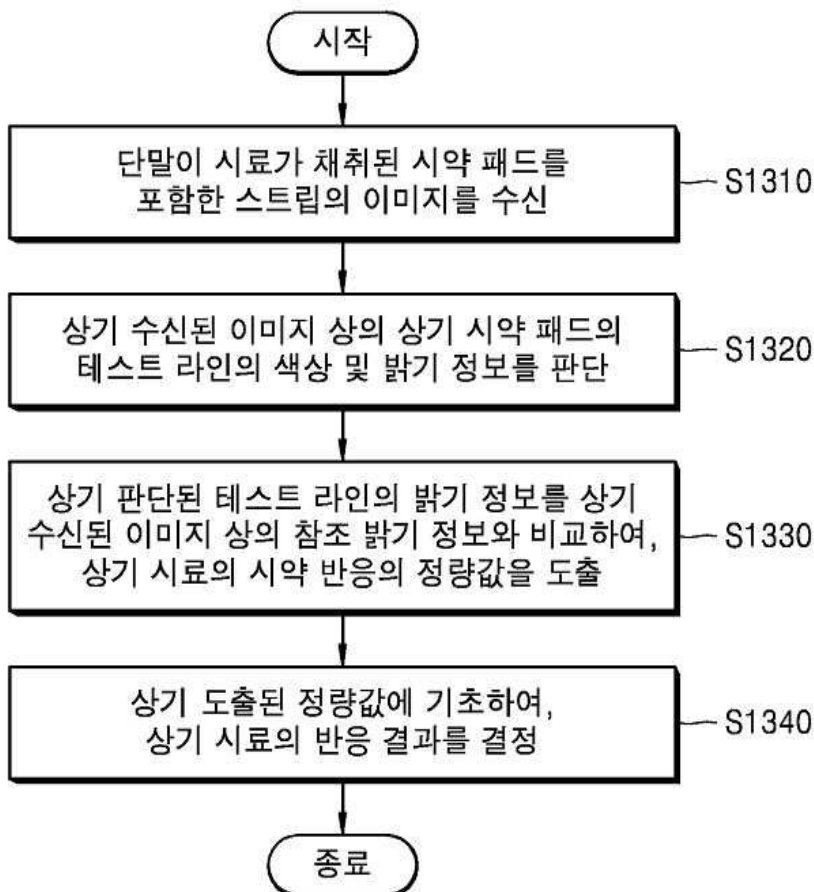 시작
단말이 시료가 채취된 시약 패드를
포함한 스트립의 이미지를 수신
S1310
상기 수신된 이미지 상의 상기 시약 패드의
테스트 라인의 색상 및 밝기 정보를 판단
S1320
상기 판단된 테스트 라인의 밝기 정보를 상기
수신된 이미지 상의 참조 밝기 정보와 비교하여,
상기 시료의 시약 반응의 정량값을 도출
S1330
상기 도출된 정량값에 기초하여,
상기 시료의 반응 결과를 결정
S1340
종료